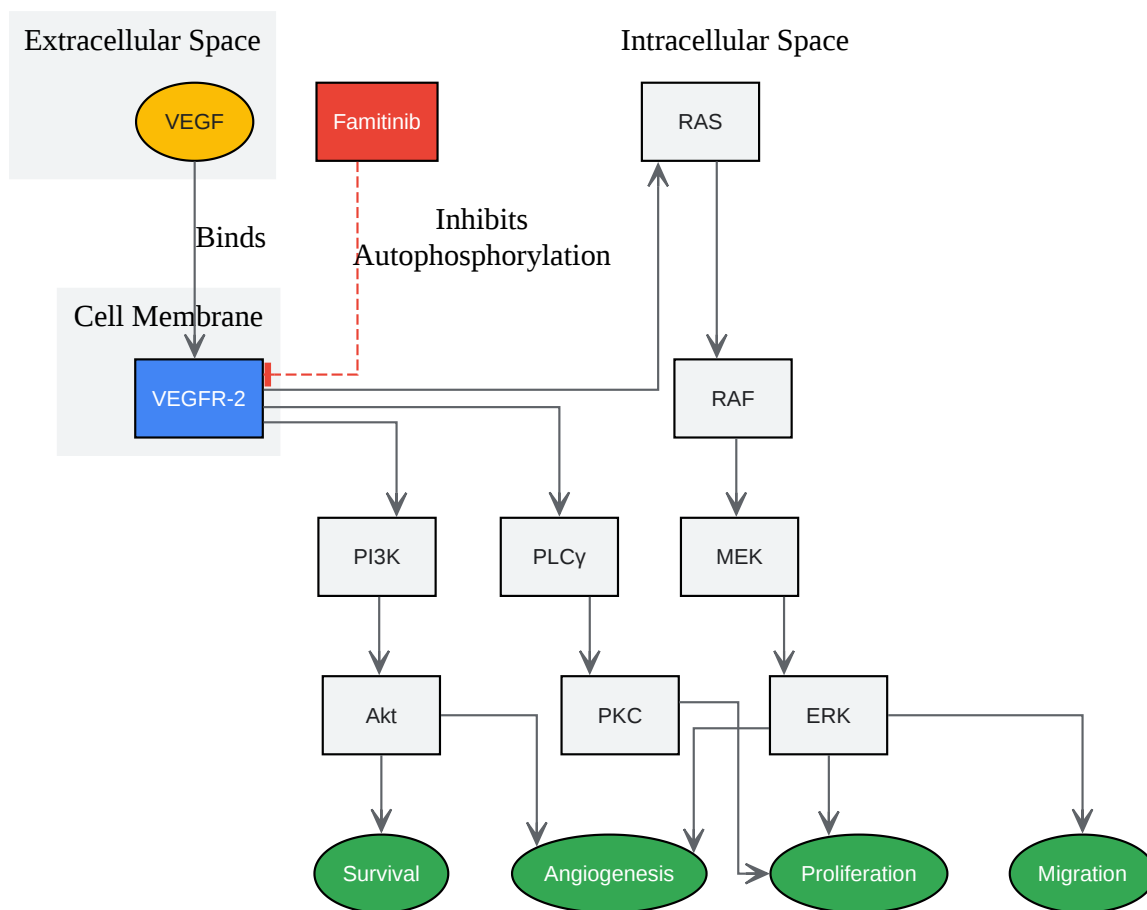 Extracellular Space
Intracellular Space
VEGF
Famitinib
RAS
Binds
Inhibits
Autophosphorylation
Cell Membrane
VEGFR-2
RAF
PI3K
PLCγ
MEK
Akt
PKC
ERK
Survival
Angiogenesis
Proliferation
Migration